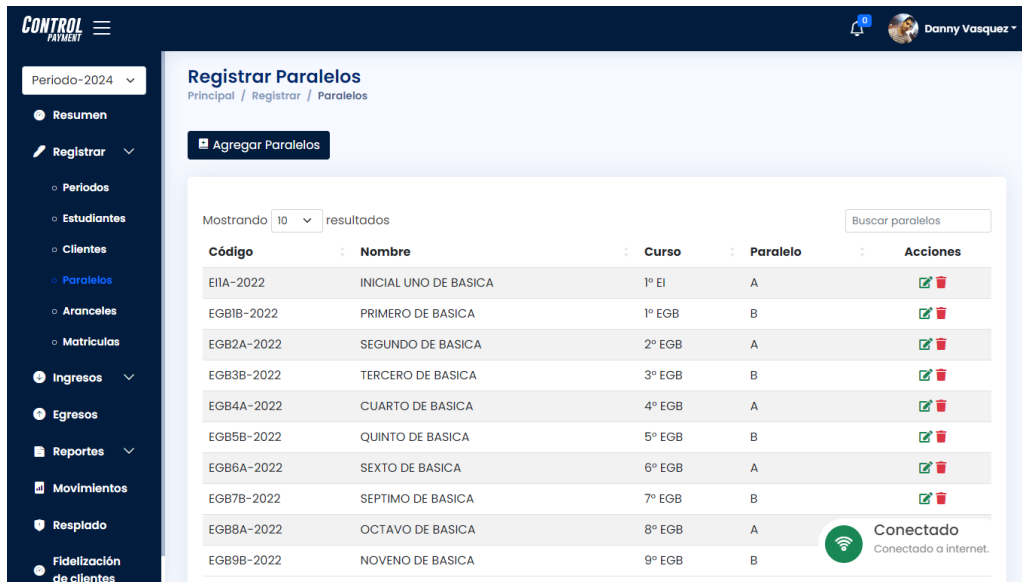 CONTROL
PAYMENT
0
Danny Vasquez
Periodo-2024
Resumen
Registrar
Periodos
Estudiantes
Clientes
Paralelos
Aranceles
Matriculas
Ingresos
Egresos
Reportes
Movimientos
Resplado
Fidelización
de clientes
Registrar Paralelos
Principal / Registrar / Paralelos
Agregar Paralelos
Mostrando 10 resultados
Buscar paralelos
Código Nombre Curso Paralelo Acciones
EI1A-2022 INICIAL UNO DE BASICA 1º EI A
EGB1B-2022 PRIMERO DE BASICA 1º EGB B
EGB2A-2022 SEGUNDO DE BASICA 2º EGB A
EGB3B-2022 TERCERO DE BASICA 3º EGB B
EGB4A-2022 CUARTO DE BASICA 4º EGB A
EGB5B-2022 QUINTO DE BASICA 5º EGB B
EGB6A-2022 SEXTO DE BASICA 6º EGB A
EGB7B-2022 SEPTIMO DE BASICA 7º EGB B
EGB8A-2022 OCTAVO DE BASICA 8º EGB A
EGB9B-2022 NOVENO DE BASICA 9º EGB B
Conectado
Conectado a internet.